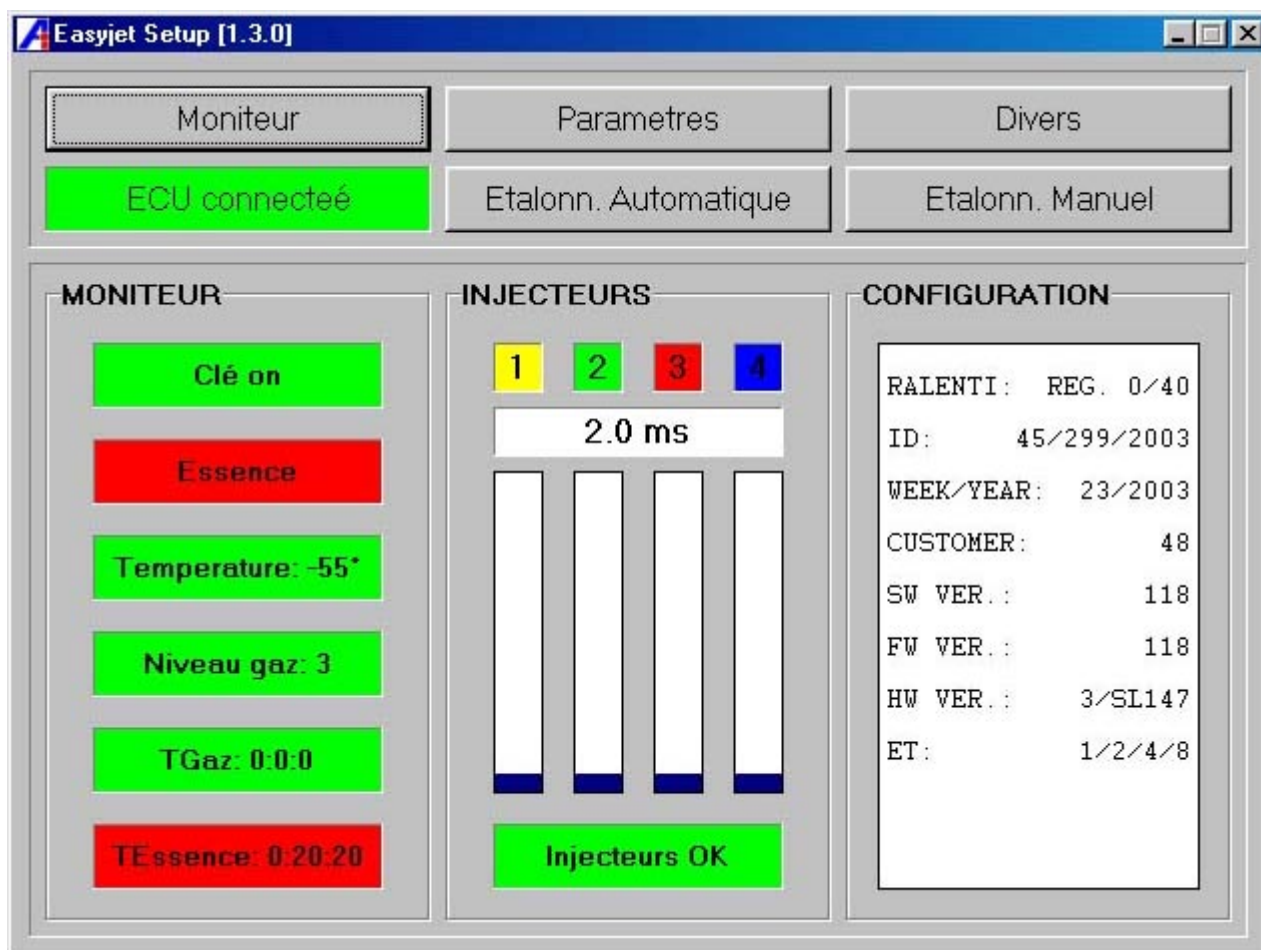 Easyjet Setup [1.3.0]
Moniteur Parametres Divers
ECU connecteé Etalonn. Automatique Etalonn. Manuel
MONITEUR
Clé on
Essence
Temperature: -55°
Niveau gaz: 3
TGaz: 0:0:0
TEssence: 0:20:20
INJECTEURS
1 2 3 4
2.0 ms
Injecteurs OK
CONFIGURATION
RALENTI: REG. 0/40
ID: 45/299/2003
WEEK/YEAR: 23/2003
CUSTOMER: 48
SW VER.: 118
FW VER.: 118
HW VER.: 3/SL147
ET: 1/2/4/8